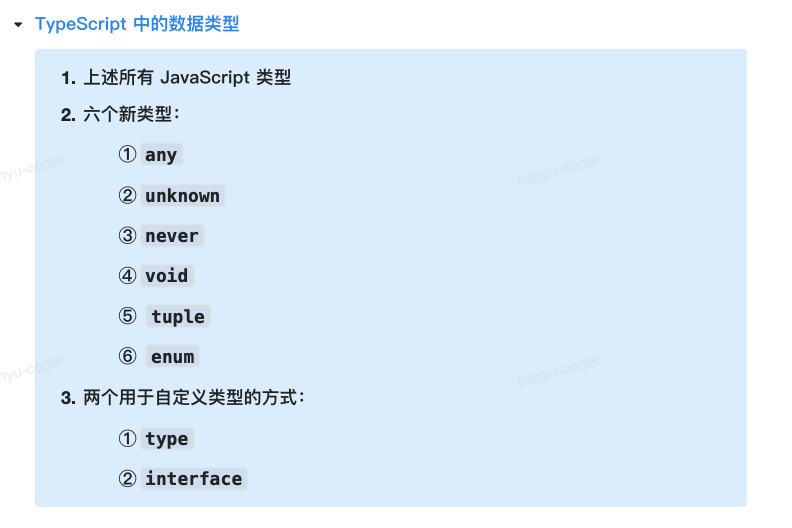 TypeScript 中的数据类型
1. 上述所有 JavaScript 类型
2. 六个新类型：
① any
tianyu-coder
tianyu-coder
② unknown
③ never
④ void
⑤ tuple
⑥ enum
tianyu-coder
tianyu-coder
3. 两个用于自定义类型的方式：
① type
② interface